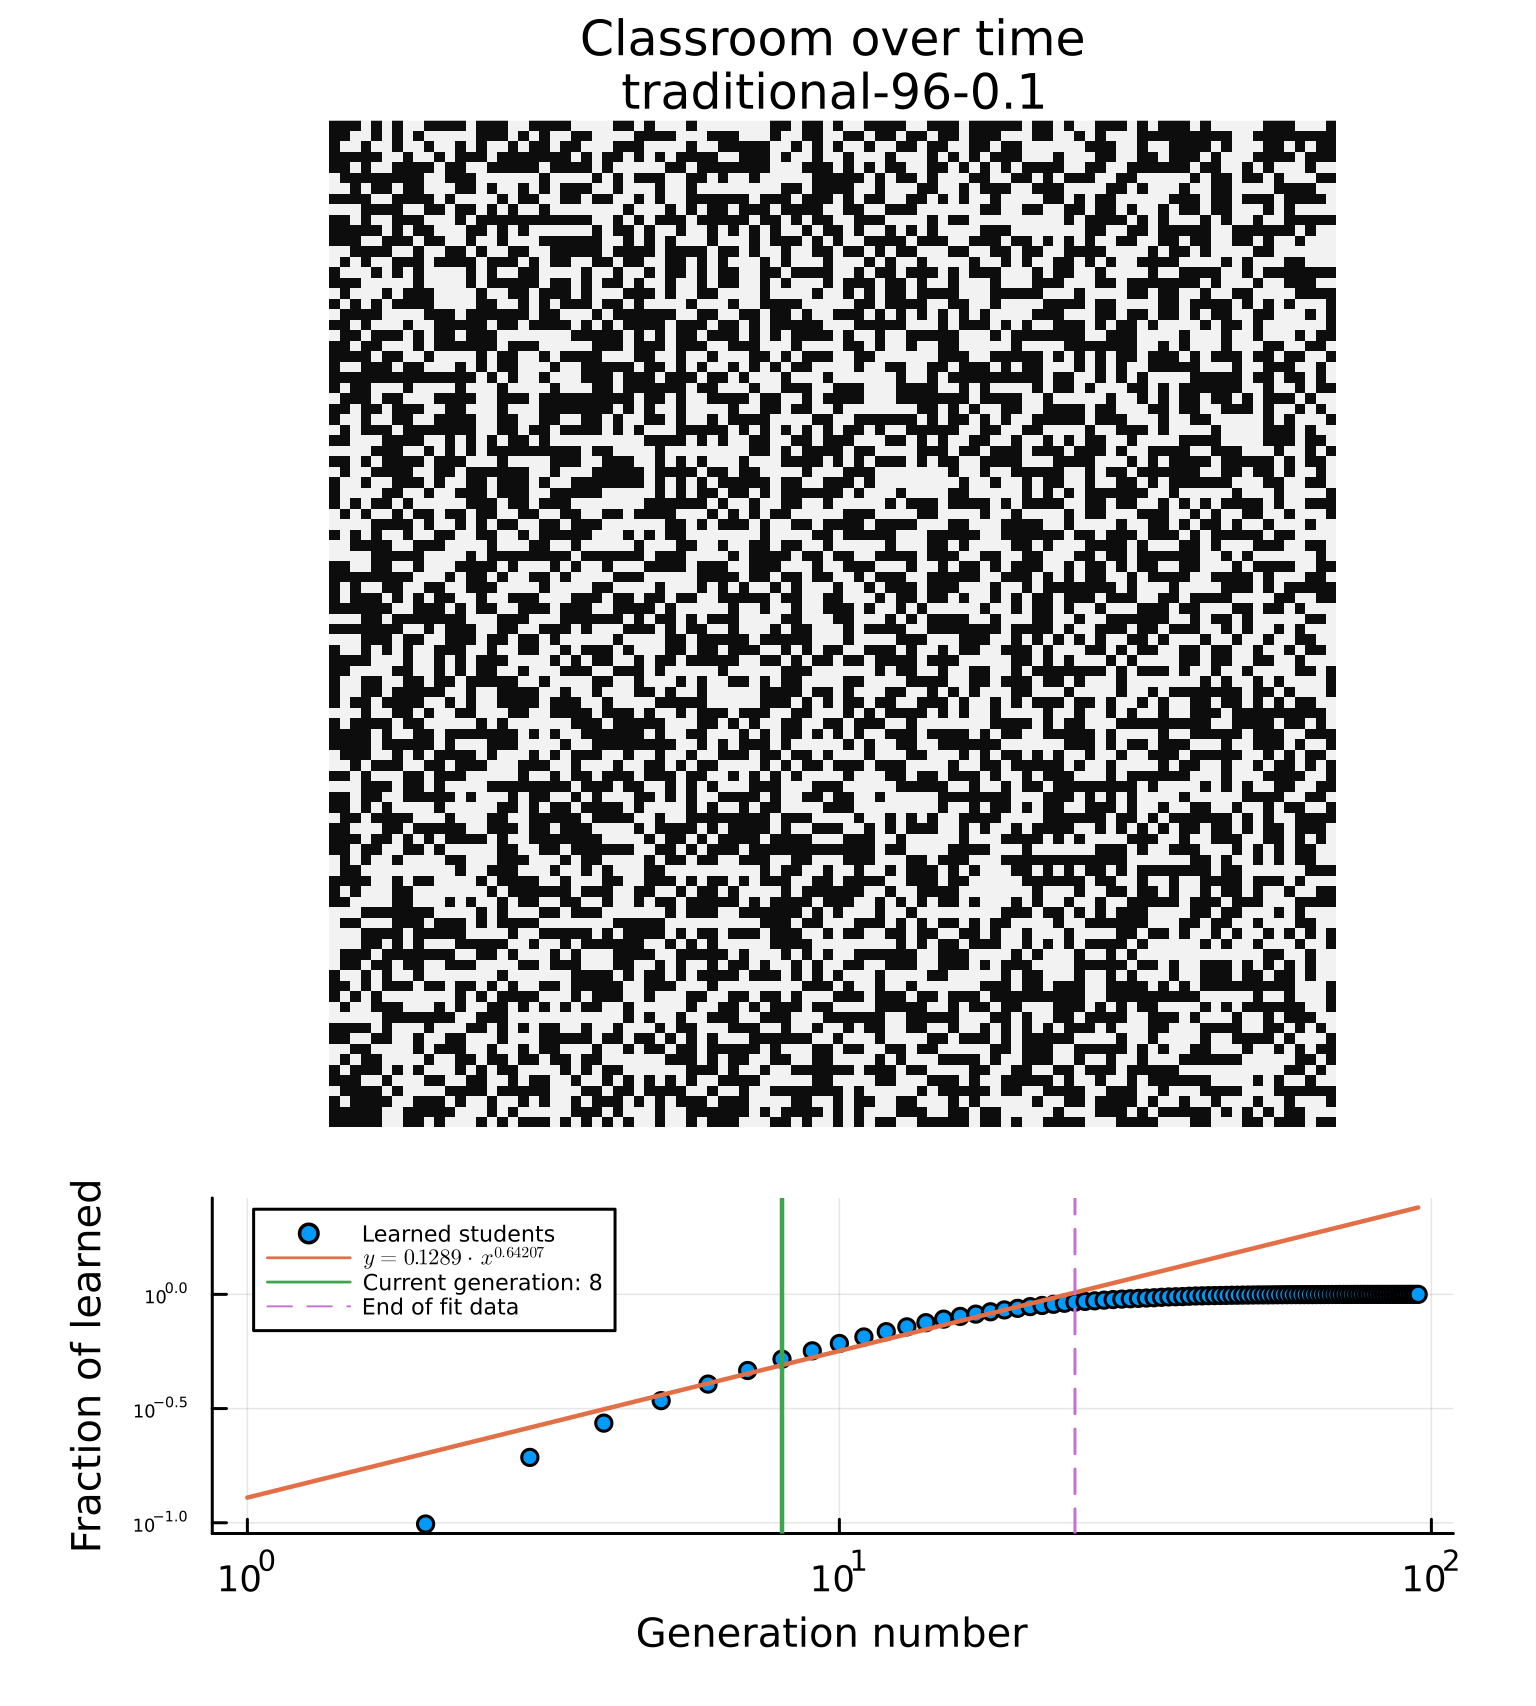 Classroom over time
traditional-96-0.1
Fraction of learned
Learned students
y = 0.1289 · x^0.64207
Current generation: 8
End of fit data
10^0.0
10^−0.5
10^−1.0
10^0
10^1
10^2
Generation number